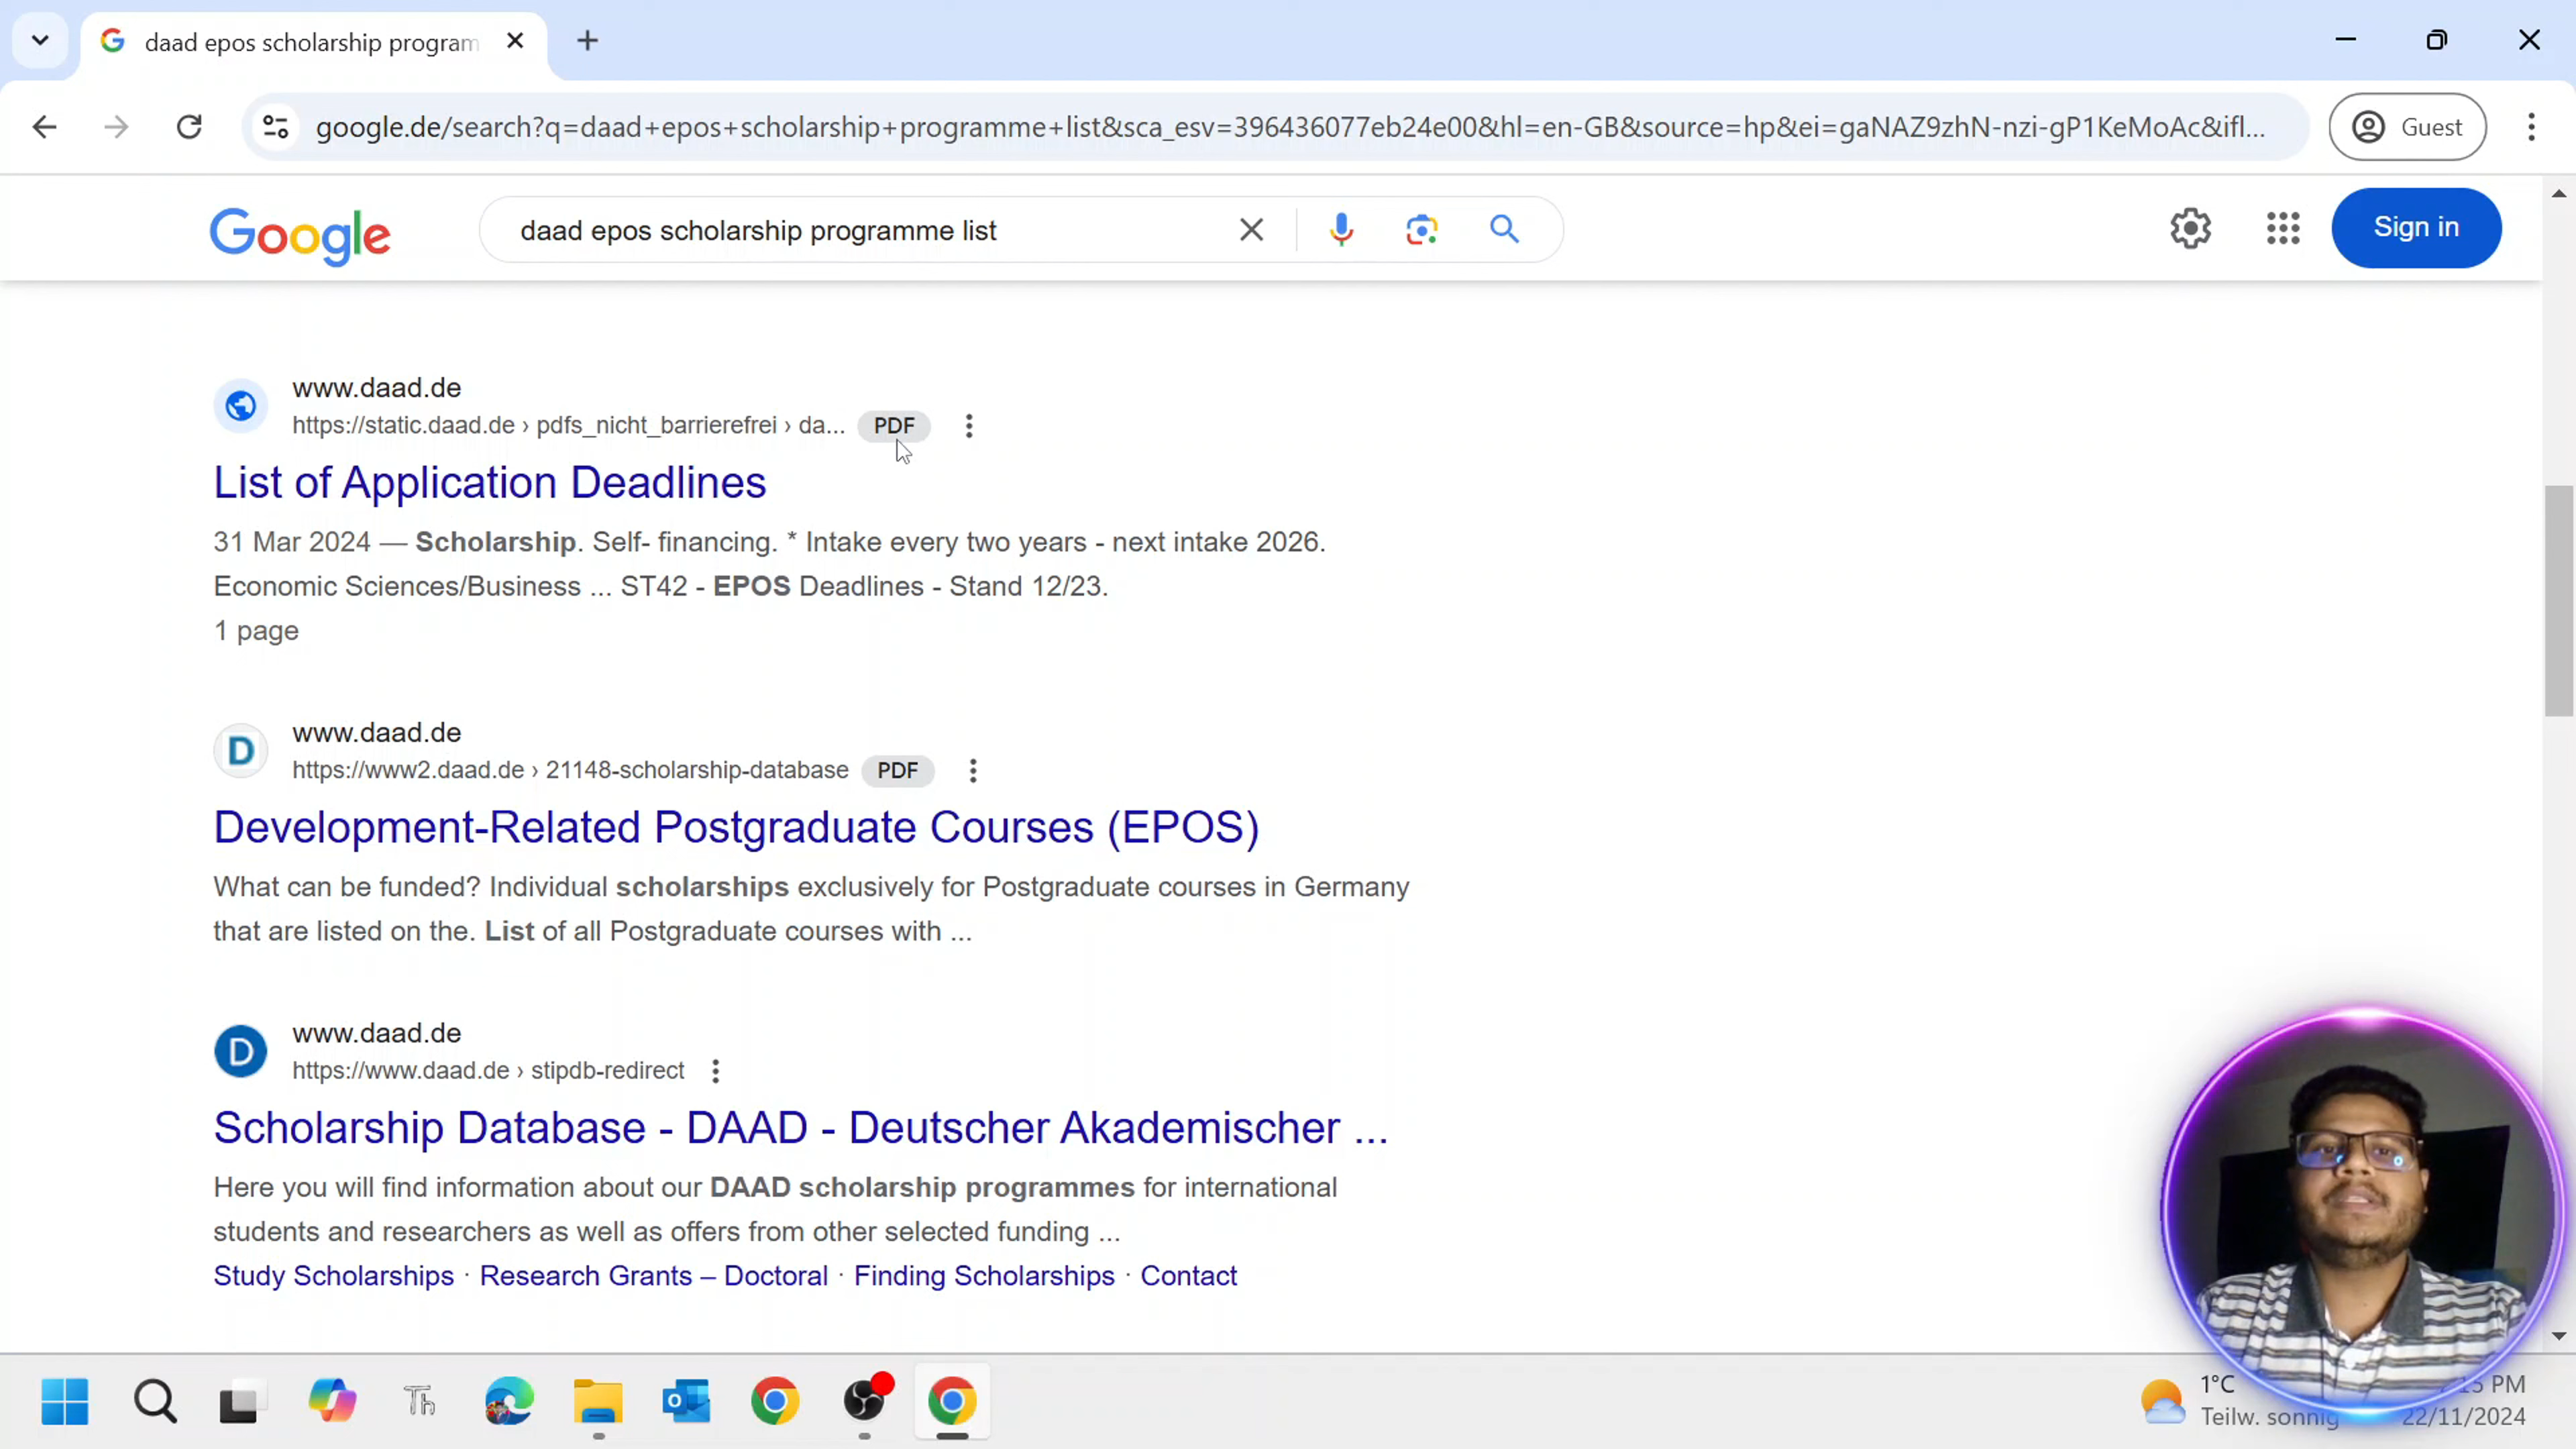 daad epos scholarship program
google.de/search?q=daad+epos+scholarship+programme+list&sca_esv=396436077eb24e00&hl=en-GB&source=hp&ei=gaNAZ9zhN-nzi-gP1KeMoAc&ifl...
Guest
Google
daad epos scholarship programme list
Sign in
www.daad.de
https://static.daad.de › pdfs_nicht_barrierefrei › da...
PDF
List of Application Deadlines
31 Mar 2024 — Scholarship. Self- financing. * Intake every two years - next intake 2026.
Economic Sciences/Business ... ST42 - EPOS Deadlines - Stand 12/23.
1 page
www.daad.de
https://www2.daad.de › 21148-scholarship-database
PDF
Development-Related Postgraduate Courses (EPOS)
What can be funded? Individual scholarships exclusively for Postgraduate courses in Germany
that are listed on the. List of all Postgraduate courses with ...
www.daad.de
https://www.daad.de › stipdb-redirect
Scholarship Database - DAAD - Deutscher Akademischer ...
Here you will find information about our DAAD scholarship programmes for international
students and researchers as well as offers from other selected funding ...
Study Scholarships · Research Grants – Doctoral · Finding Scholarships · Contact
1°C
Teilw. sonnig
PM
22/11/2024